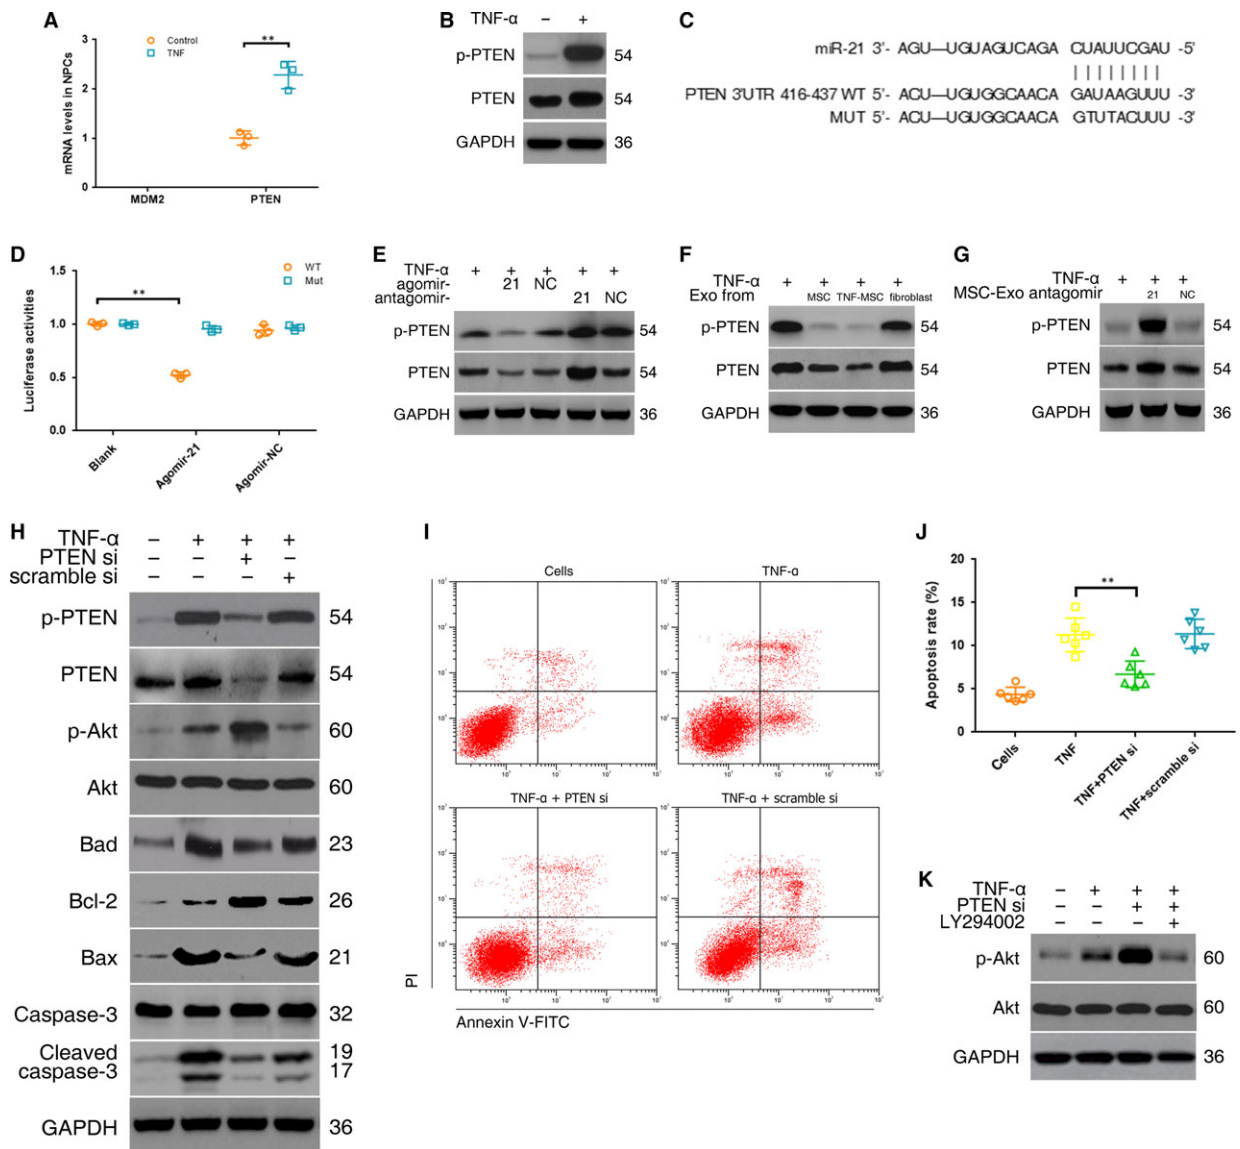 A
Control
TNF
**
mRNA levels in NPCs
3
2
1
0
MDM2 PTEN
B
TNF-α − +
p-PTEN 54
PTEN 54
GAPDH 36
C
miR-21 3'- AGU—UGUAGUCAGA CUAUUCGAU -5'
PTEN 3'UTR 416-437 WT 5'- ACU—UGUGGCAACA GAUAAGUUU -3'
MUT 5'- ACU—UGUGGCAACA GTUTACUUU -3'
D
WT
Mut
**
Luciferase activities
1.5
1.0
0.5
0.0
Blank Agomir-21 Agomir-NC
E
TNF-α + + + + +
agomir- 21 NC
antagomir- 21 NC
p-PTEN 54
PTEN 54
GAPDH 36
F
TNF-α + + + +
Exo from MSC TNF-MSC fibroblast
p-PTEN 54
PTEN 54
GAPDH 36
G
TNF-α + + +
MSC-Exo antagomir 21 NC
p-PTEN 54
PTEN 54
GAPDH 36
H
TNF-α − + + +
PTEN si − − + −
scramble si − − − +
p-PTEN 54
PTEN 54
p-Akt 60
Akt 60
Bad 23
Bcl-2 26
Bax 21
Caspase-3 32
Cleaved 19
caspase-3 17
GAPDH 36
I
Cells TNF-α
TNF-α + PTEN si TNF-α + scramble si
PI
Annexin V-FITC
J
**
Apoptosis rate (%)
20
15
10
5
0
Cells TNF TNF+PTEN si TNF+scramble si
K
TNF-α − + + +
PTEN si − − + +
LY294002 − − − +
p-Akt 60
Akt 60
GAPDH 36